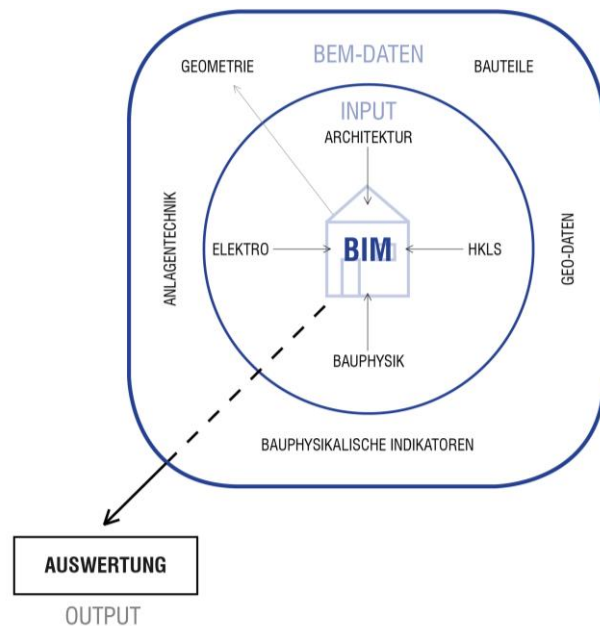 BEM-DATEN
GEOMETRIE
BAUTEILE
INPUT
ARCHITEKTUR
ANLAGENTECHNIK
ELEKTRO
BIM
HKLS
GEO-DATEN
BAUPHYSIK
BAUPHYSIKALISCHE INDIKATOREN
AUSWERTUNG
OUTPUT